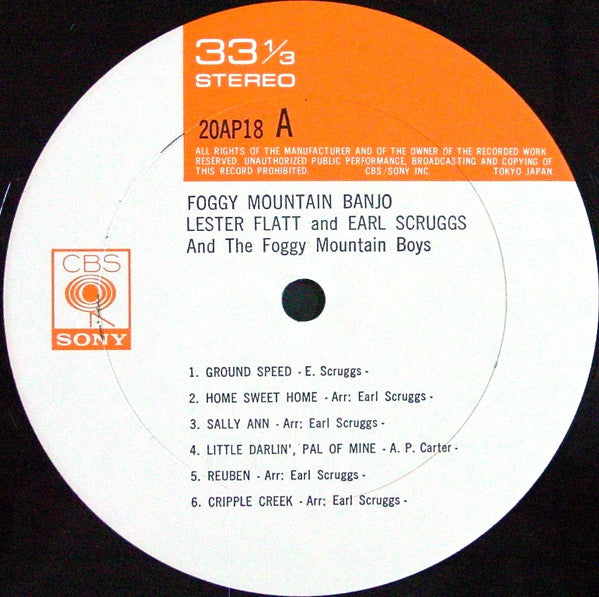 33 1/3
STEREO
20AP18 A
ALL RIGHTS OF THE MANUFACTURER AND OF THE OWNER OF THE RECORDED WORK
RESERVED. UNAUTHORIZED PUBLIC PERFORMANCE, BROADCASTING AND COPYING OF
THIS RECORD PROHIBITED. CBS/SONY INC. TOKYO JAPAN.
FOGGY MOUNTAIN BANJO
LESTER FLATT and EARL SCRUGGS
And The Foggy Mountain Boys
CBS
SONY
1. GROUND SPEED - E. Scruggs -
2. HOME SWEET HOME - Arr: Earl Scruggs -
3. SALLY ANN - Arr: Earl Scruggs -
4. LITTLE DARLIN', PAL OF MINE - A. P. Carter -
5. REUBEN - Arr: Earl Scruggs -
6. CRIPPLE CREEK - Arr: Earl Scruggs -